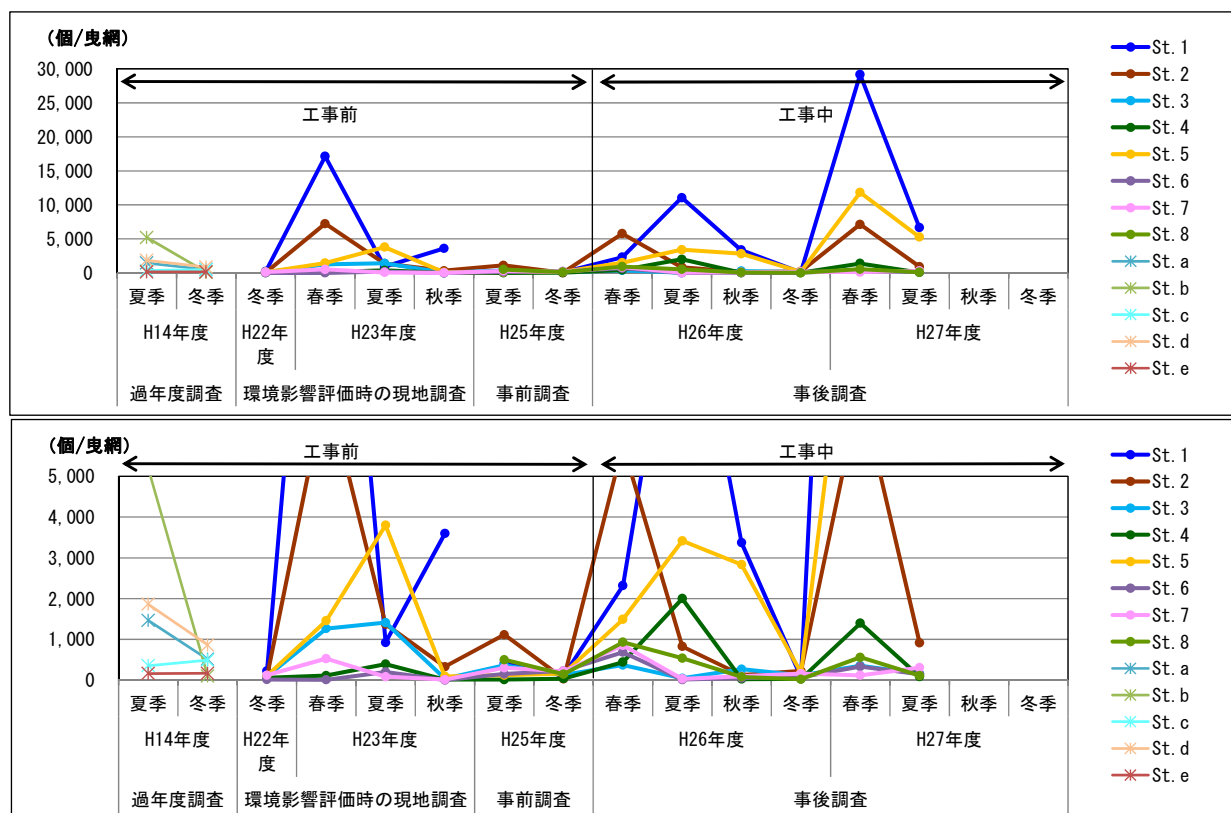 （個/曳網）
30,000
25,000
20,000
15,000
10,000
5,000
0
工事前
工事中
夏季 冬季 冬季 春季 夏季 秋季 夏季 冬季 春季 夏季 秋季 冬季 春季 夏季 秋季 冬季
H14年度 H22年度 H23年度 H25年度 H26年度 H27年度
過年度調査 環境影響評価時の現地調査 事前調査 事後調査
St.1
St.2
St.3
St.4
St.5
St.6
St.7
St.8
St.a
St.b
St.c
St.d
St.e
（個/曳網）
5,000
4,000
3,000
2,000
1,000
0
工事前
工事中
夏季 冬季 冬季 春季 夏季 秋季 夏季 冬季 春季 夏季 秋季 冬季 春季 夏季 秋季 冬季
H14年度 H22年度 H23年度 H25年度 H26年度 H27年度
過年度調査 環境影響評価時の現地調査 事前調査 事後調査
St.1
St.2
St.3
St.4
St.5
St.6
St.7
St.8
St.a
St.b
St.c
St.d
St.e